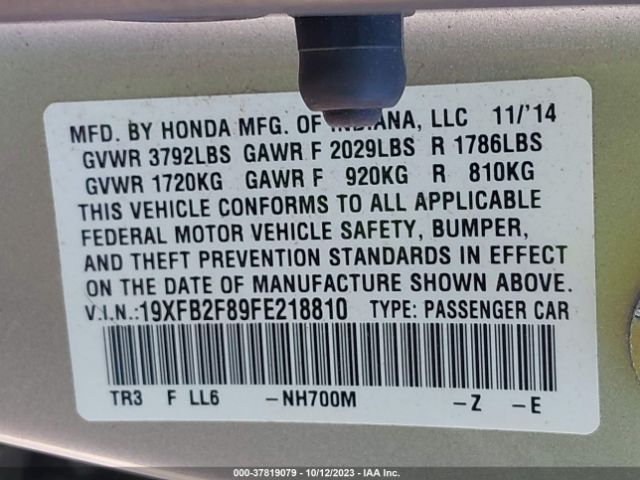 MFD. BY HONDA MFG. OF INDIANA, LLC 11/'14
GVWR 3792LBS GAWR F 2029LBS R 1786LBS
GVWR 1720KG GAWR F 920KG R 810KG
THIS VEHICLE CONFORMS TO ALL APPLICABLE
FEDERAL MOTOR VEHICLE SAFETY, BUMPER,
AND THEFT PREVENTION STANDARDS IN EFFECT
ON THE DATE OF MANUFACTURE SHOWN ABOVE.
V.I.N.:19XFB2F89FE218810 TYPE: PASSENGER CAR
TR3 F LL6 -NH700M -Z -E
000-37819079 - 10/12/2023 - IAA Inc.